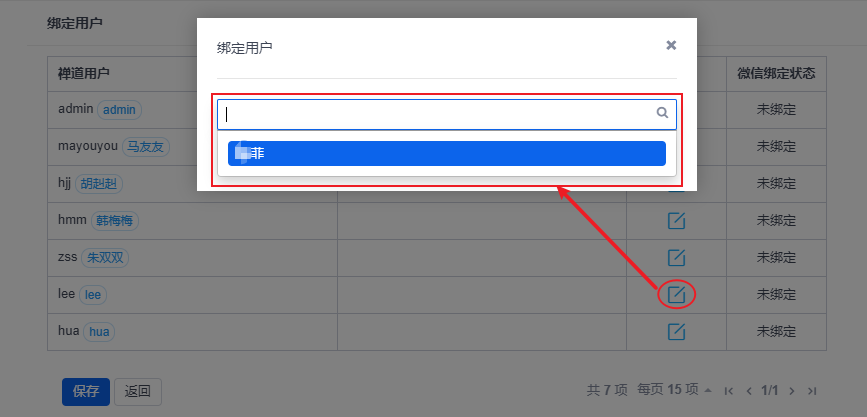 绑定用户
绑定用户
禅道用户 微信绑定状态
菲
admin admin 未绑定
mayouyou 马友友 未绑定
hjj 胡赳赳 未绑定
hmm 韩梅梅 未绑定
zss 朱双双 未绑定
lee lee 未绑定
hua hua 未绑定
保存 返回 共 7 项 每页 15 项 1/1